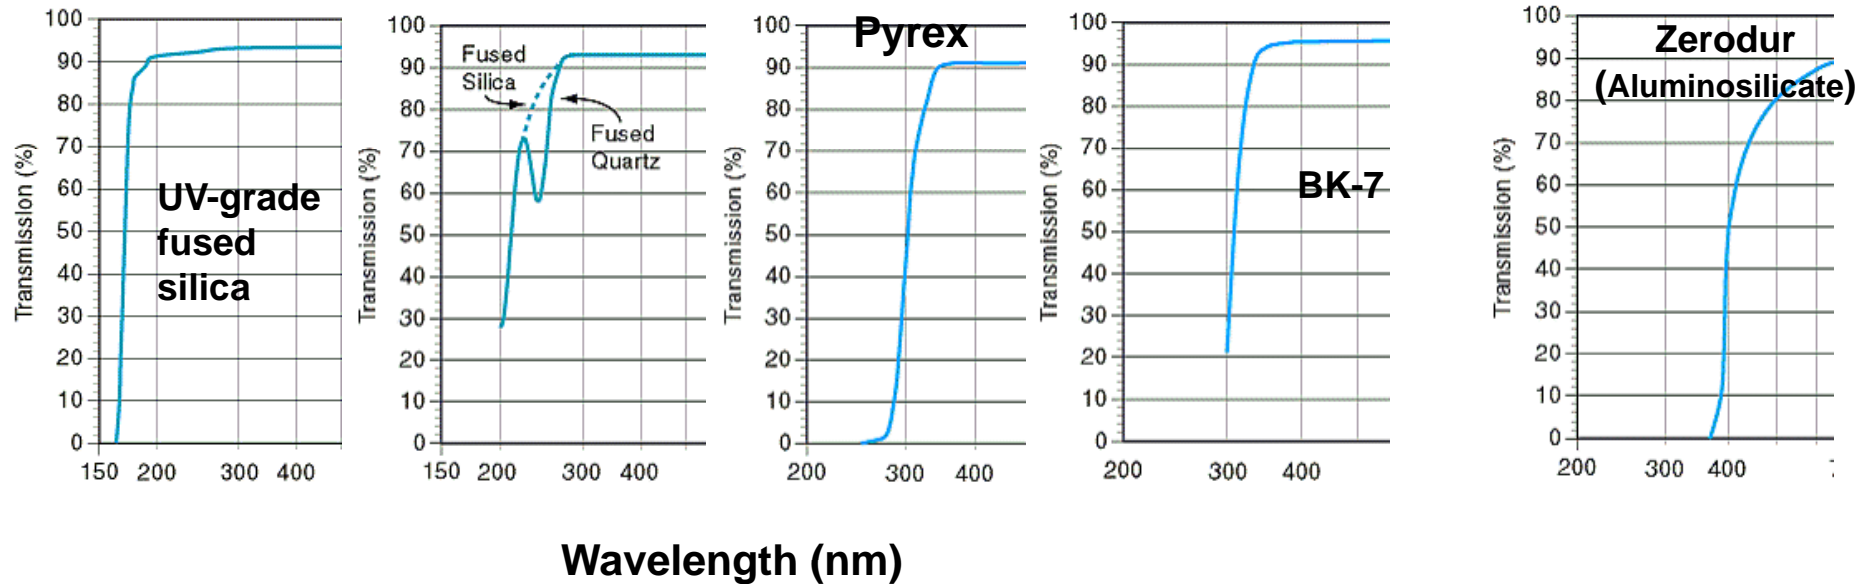 100
90
80
70
60
50
40
30
20
10
0
150 200 300 400
Transmission (%)
UV-grade
fused
silica
100
90
80
70
60
50
40
30
20
10
0
150 200 300 400
Transmission (%)
Fused
Silica
Fused
Quartz
100
90
80
70
60
50
40
30
20
10
0
200 300 400
Transmission (%)
Pyrex
100
90
80
70
60
50
40
30
20
10
0
200 300 400
Transmission (%)
BK-7
100
90
80
70
60
50
40
30
20
10
0
200 300 400
Transmission (%)
Zerodur
(Aluminosilicate)
Wavelength (nm)